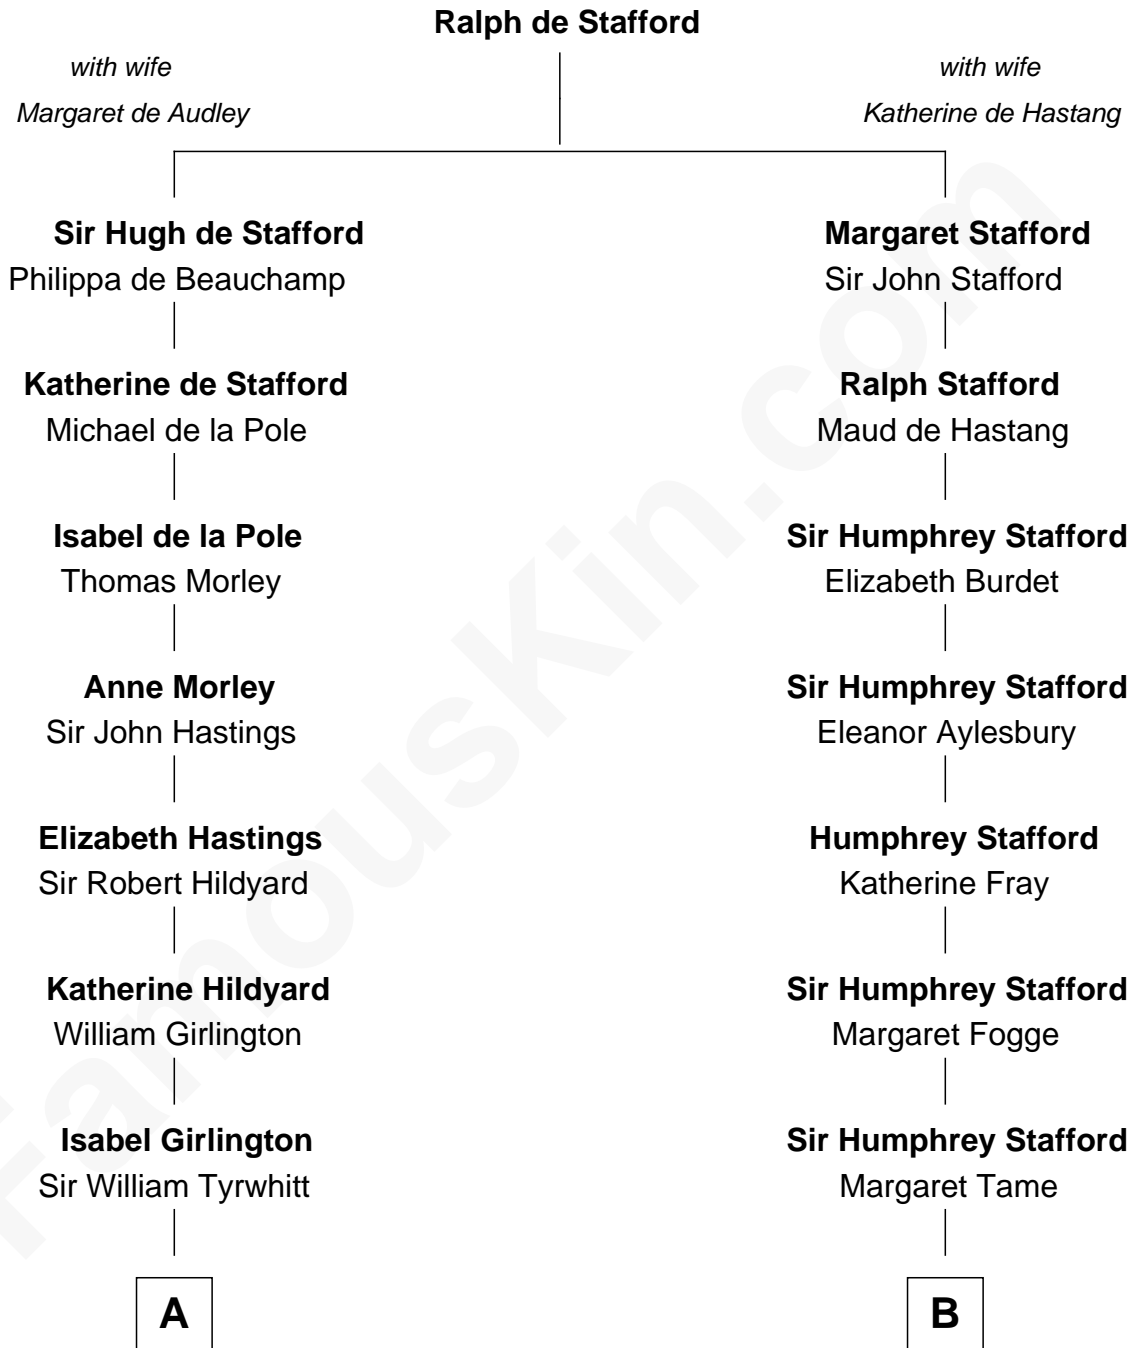 Ralph de Stafford
with wife
Margaret de Audley
with wife
Katherine de Hastang
Sir Hugh de Stafford
Philippa de Beauchamp
Margaret Stafford
Sir John Stafford
Katherine de Stafford
Michael de la Pole
Ralph Stafford
Maud de Hastang
Isabel de la Pole
Thomas Morley
Sir Humphrey Stafford
Elizabeth Burdet
Anne Morley
Sir John Hastings
Sir Humphrey Stafford
Eleanor Aylesbury
Elizabeth Hastings
Sir Robert Hildyard
Humphrey Stafford
Katherine Fray
Katherine Hildyard
William Girlington
Sir Humphrey Stafford
Margaret Fogge
Isabel Girlington
Sir William Tyrwhitt
Sir Humphrey Stafford
Margaret Tame
A
B
FamousKin.com